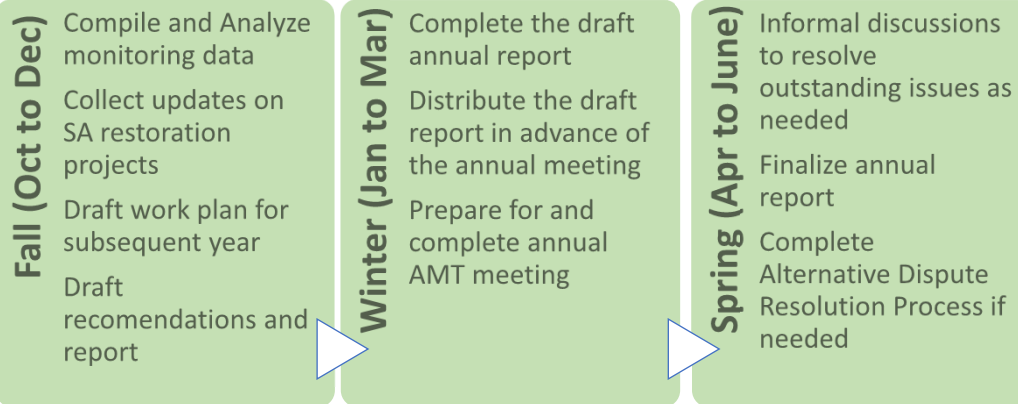 Fall (Oct to Dec)
Compile and Analyze
monitoring data
Collect updates on
SA restoration
projects
Draft work plan for
subsequent year
Draft
recomendations and
report
Winter (Jan to Mar)
Complete the draft
annual report
Distribute the draft
report in advance of
the annual meeting
Prepare for and
complete annual
AMT meeting
Spring (Apr to June)
Informal discussions
to resolve
outstanding issues as
needed
Finalize annual
report
Complete
Alternative Dispute
Resolution Process if
needed